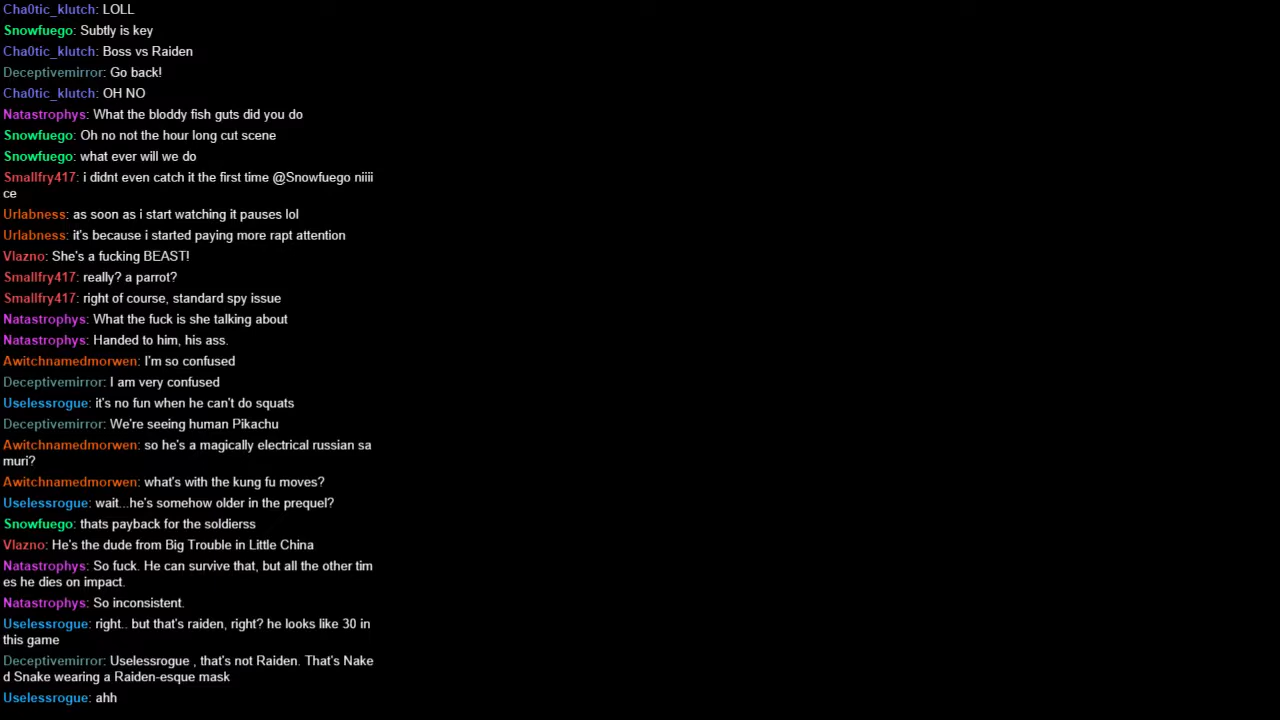 Cha0tic_klutch: LOLL
Snowfuego: Subtly is key
Cha0tic_klutch: Boss vs Raiden
Deceptivemirror: Go back!
Cha0tic_klutch: OH NO
Natastrophys: What the bloddy fish guts did you do
Snowfuego: Oh no not the hour long cut scene
Snowfuego: what ever will we do
Smallfry417: i didnt even catch it the first time @Snowfuego niiii
ce
Urlabness: as soon as i start watching it pauses lol
Urlabness: it's because i started paying more rapt attention
Vlazno: She's a fucking BEAST!
Smallfry417: really? a parrot?
Smallfry417: right of course, standard spy issue
Natastrophys: What the fuck is she talking about
Natastrophys: Handed to him, his ass.
Awitchnamedmorwen: I'm so confused
Deceptivemirror: I am very confused
Uselessrogue: it's no fun when he can't do squats
Deceptivemirror: We're seeing human Pikachu
Awitchnamedmorwen: so he's a magically electrical russian sa
muri?
Awitchnamedmorwen: what's with the kung fu moves?
Uselessrogue: wait...he's somehow older in the prequel?
Snowfuego: thats payback for the soldierss
Vlazno: He's the dude from Big Trouble in Little China
Natastrophys: So fuck. He can survive that, but all the other tim
es he dies on impact.
Natastrophys: So inconsistent.
Uselessrogue: right.. but that's raiden, right? he looks like 30 in
this game
Deceptivemirror: Uselessrogue , that's not Raiden. That's Nake
d Snake wearing a Raiden-esque mask
Uselessrogue: ahh